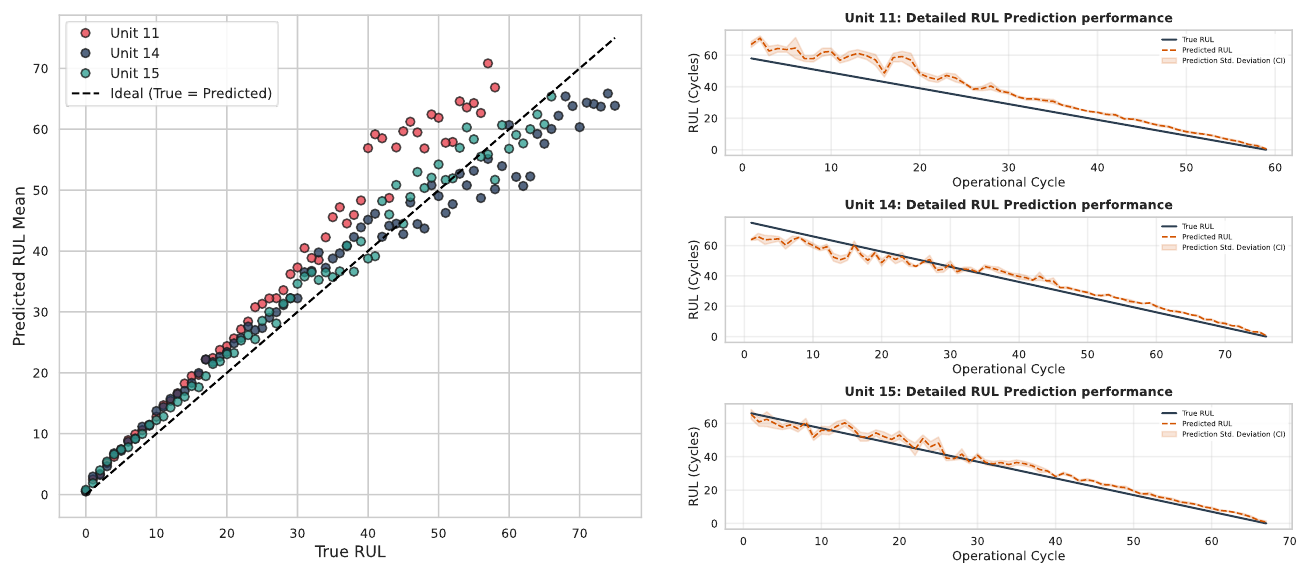 Unit 11
Unit 14
Unit 15
Ideal (True = Predicted)
70
60
50
40
30
20
10
0
Predicted RUL Mean
0 10 20 30 40 50 60 70
True RUL
Unit 11: Detailed RUL Prediction performance
True RUL
Predicted RUL
Prediction Std. Deviation (CI)
60
40
20
0
RUL (Cycles)
0 10 20 30 40 50 60
Operational Cycle
Unit 14: Detailed RUL Prediction performance
True RUL
Predicted RUL
Prediction Std. Deviation (CI)
60
40
20
0
RUL (Cycles)
0 10 20 30 40 50 60 70
Operational Cycle
Unit 15: Detailed RUL Prediction performance
True RUL
Predicted RUL
Prediction Std. Deviation (CI)
60
40
20
0
RUL (Cycles)
0 10 20 30 40 50 60 70
Operational Cycle